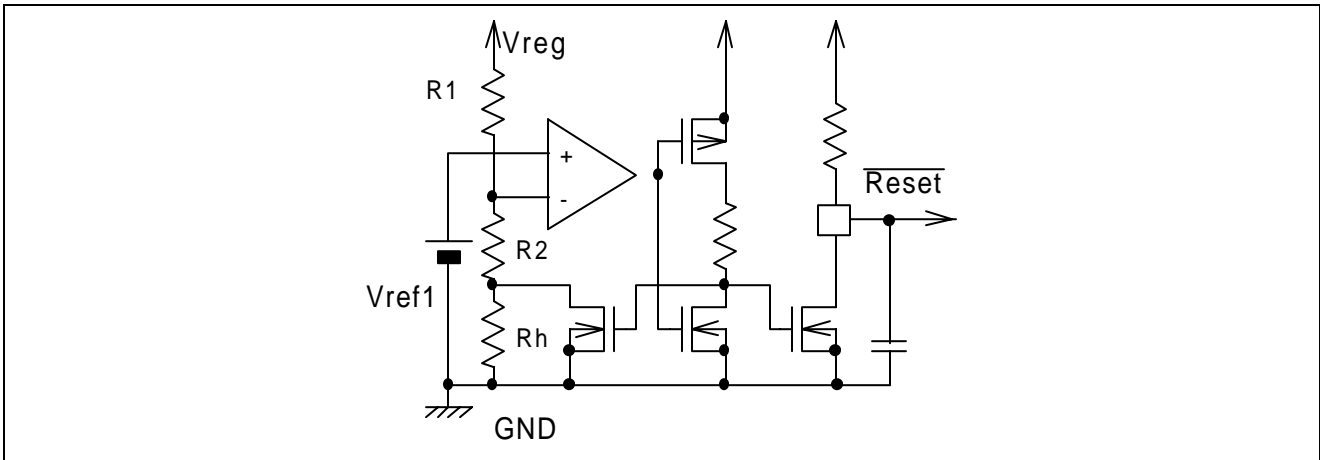 Vreg
R1
+
-
Reset
R2
Vref1
Rh
GND